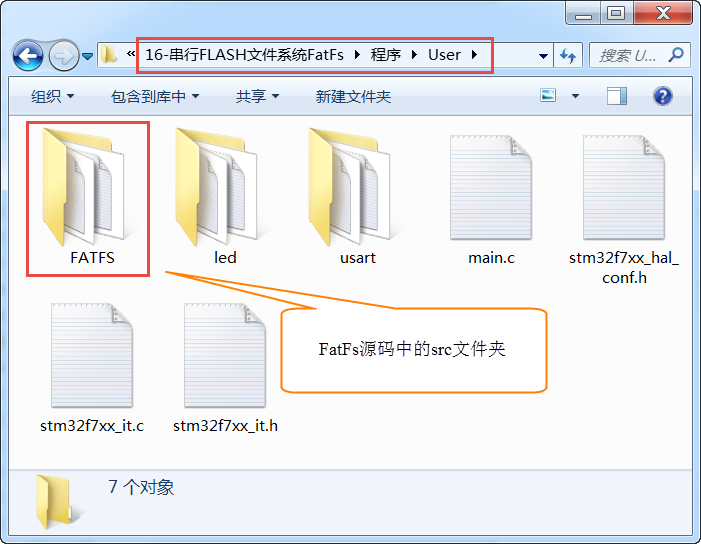 « 16-串行FLASH文件系统FatFs ▸ 程序 ▸ User ▸
搜索 U...
组织 包含到库中 共享 新建文件夹
FATFS led usart main.c stm32f7xx_hal_
conf.h
FatFs源码中的src文件夹
stm32f7xx_it.c stm32f7xx_it.h
7 个对象